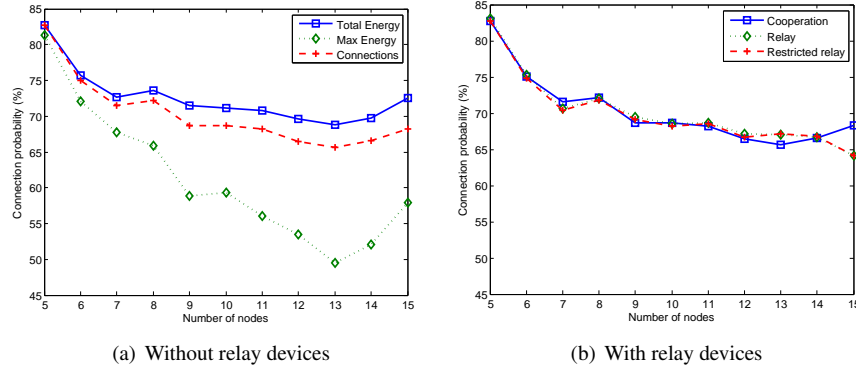 85
80
75
70
65
60
55
50
45
Connection probability (%)
5 6 7 8 9 10 11 12 13 14 15
Number of nodes
Total Energy
Max Energy
Connections
(a) Without relay devices
85
80
75
70
65
60
55
50
45
Connection probability (%)
5 6 7 8 9 10 11 12 13 14 15
Number of nodes
Cooperation
Relay
Restricted relay
(b) With relay devices